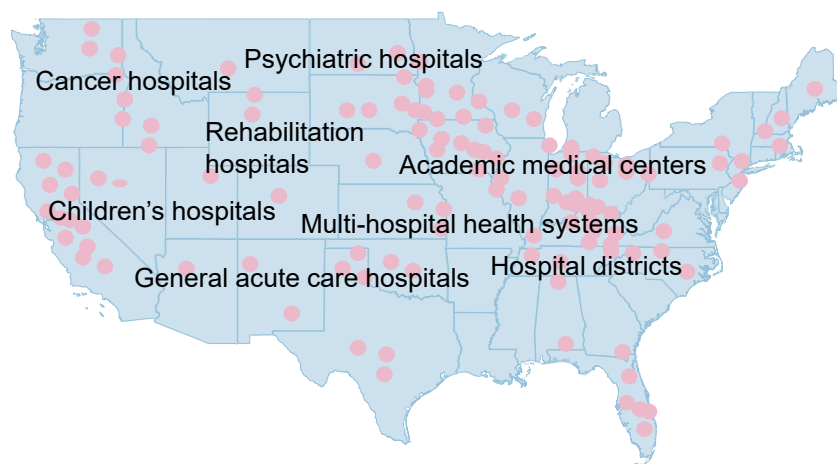 Psychiatric hospitals
Cancer hospitals
Rehabilitation
hospitals
Academic medical centers
Children’s hospitals
Multi-hospital health systems
General acute care hospitals
Hospital districts